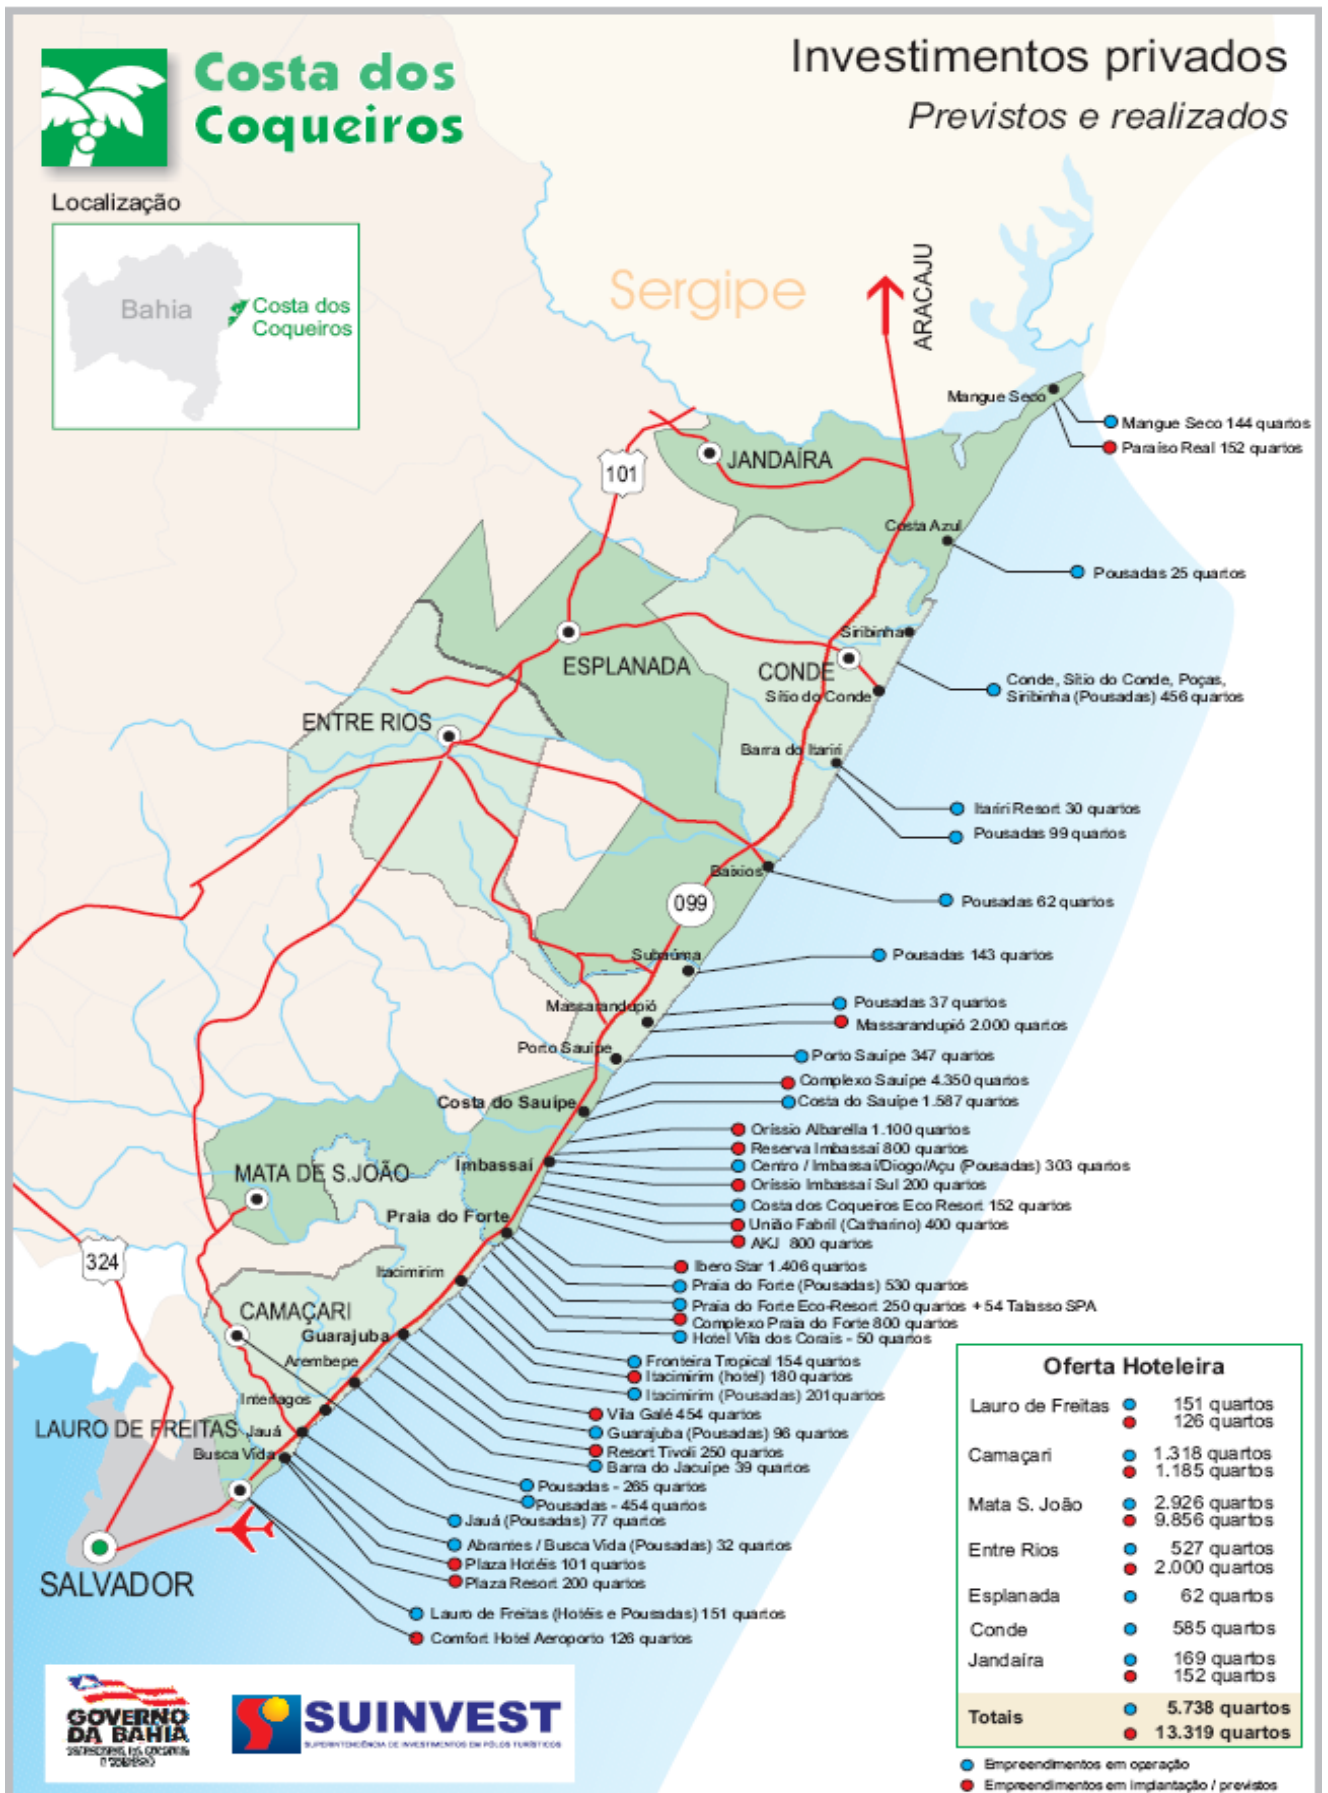 Costa dos
Coqueiros
Investimentos privados
Previstos e realizados
Localização
Bahia
Costa dos
Coqueiros
Sergipe
ARACAJU
Mangue Seco
Mangue Seco 144 quartos
Paraíso Real 152 quartos
JANDAÍRA
101
Costa Azul
Pousadas 25 quartos
Siribinha
ESPLANADA
CONDE
Sítio do Conde
Conde, Sítio do Conde, Poças,
Siribinha (Pousadas) 456 quartos
ENTRE RIOS
Barra do Itariri
Itariri Resort 30 quartos
Pousadas 99 quartos
Baixios
099
Pousadas 62 quartos
Subaúma
Pousadas 143 quartos
Massarandupió
Pousadas 37 quartos
Massarandupió 2.000 quartos
Porto Sauípe
Porto Sauípe 347 quartos
Complexo Sauípe 4.350 quartos
Costa do Sauípe
Costa do Sauípe 1.587 quartos
Oríssio Albarella 1.100 quartos
Reserva Imbassaí 800 quartos
Imbassaí
Centro / Imbassaí/Diogo/Açu (Pousadas) 303 quartos
MATA DE S.JOÃO
Oríssio Imbassaí Sul 200 quartos
Costa dos Coqueiros Eco Resort 152 quartos
Praia do Forte
União Fabril (Catharino) 400 quartos
AKJ 800 quartos
324
Itacimirim
Ibero Star 1.406 quartos
Praia do Forte (Pousadas) 530 quartos
Praia do Forte Eco-Resort 250 quartos + 54 Talasso SPA
Complexo Praia do Forte 800 quartos
Hotel Vila dos Corais - 50 quartos
CAMAÇARI
Guarajuba
Arembepe
Fronteira Tropical 154 quartos
Itacimirim (hotel) 180 quartos
Itacimirim (Pousadas) 201 quartos
Interlagos
Vila Galé 454 quartos
LAURO DE FREITAS
Jauá
Guarajuba (Pousadas) 96 quartos
Busca Vida
Resort Tivoli 250 quartos
Barra do Jacuípe 39 quartos
Pousadas - 265 quartos
Pousadas - 454 quartos
Jauá (Pousadas) 77 quartos
Abrantes / Busca Vida (Pousadas) 32 quartos
Plaza Hotéis 101 quartos
Plaza Resort 200 quartos
SALVADOR
Lauro de Freitas (Hotéis e Pousadas) 151 quartos
Comfort Hotel Aeroporto 126 quartos
Oferta Hoteleira
Lauro de Freitas 151 quartos
126 quartos
Camaçari 1.318 quartos
1.185 quartos
Mata S. João 2.926 quartos
9.856 quartos
Entre Rios 527 quartos
2.000 quartos
Esplanada 62 quartos
Conde 585 quartos
Jandaíra 169 quartos
152 quartos
Totais 5.738 quartos
13.319 quartos
Empreendimentos em operação
Empreendimentos em implantação / previstos
GOVERNO
DA BAHIA
SUINVEST
SUPERINTENDÊNCIA DE INVESTIMENTOS EM PÓLOS TURÍSTICOS